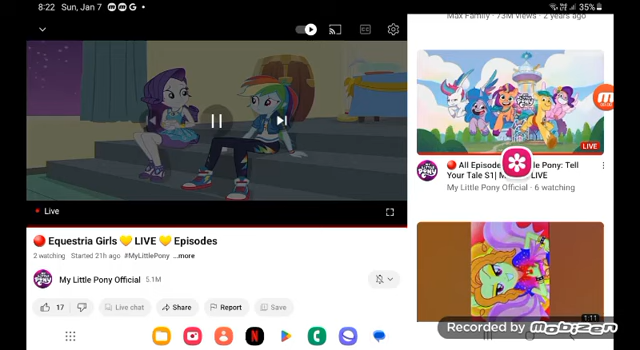 8:22 Sun, Jan 7
35%
Max Family · 73M views · 2 years ago
Live
LIVE
🔴 Equestria Girls 💛 LIVE 💛 Episodes
2 watching Started 21h ago #MyLittlePony ...more
My Little Pony Official 5.1M
17
Live chat
Share
Report
Save
🔴 All Episode le Pony: Tell
Your Tale S1| M LIVE
My Little Pony Official · 6 watching
1:11
Recorded by mobizen